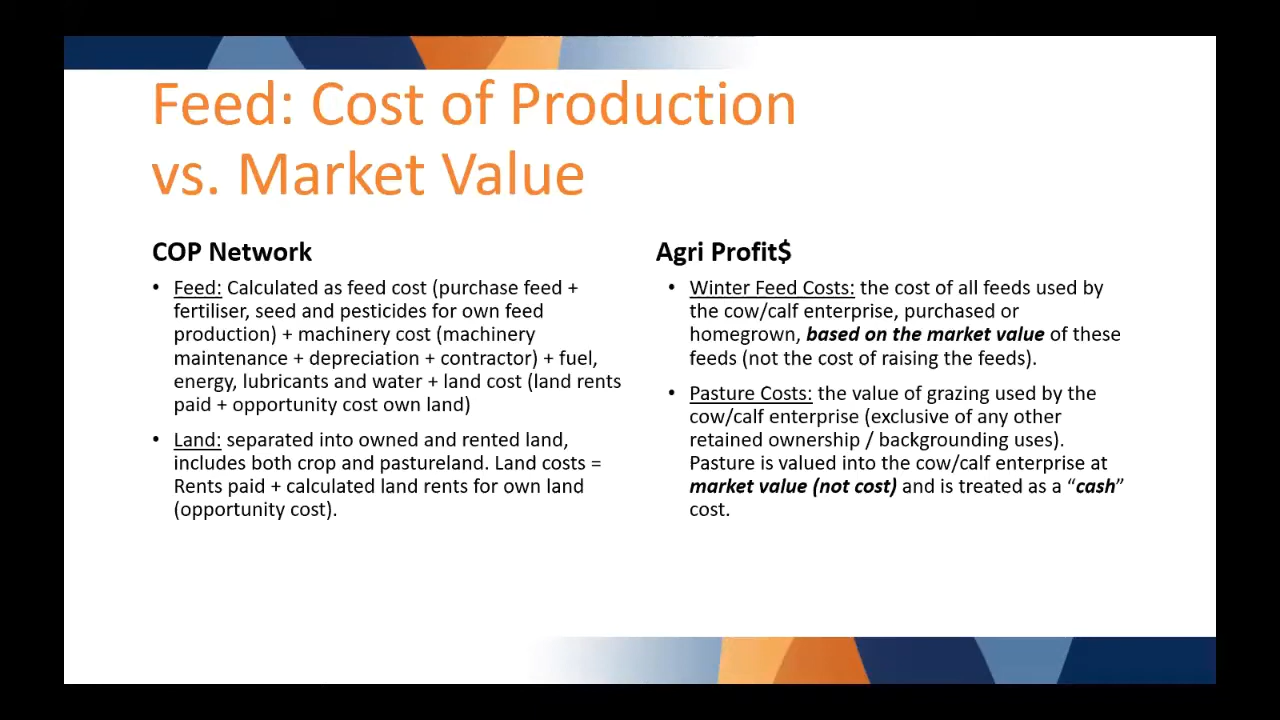 Feed: Cost of Production
vs. Market Value
COP Network
• Feed: Calculated as feed cost (purchase feed +
fertiliser, seed and pesticides for own feed
production) + machinery cost (machinery
maintenance + depreciation + contractor) + fuel,
energy, lubricants and water + land cost (land rents
paid + opportunity cost own land)
• Land: separated into owned and rented land,
includes both crop and pastureland. Land costs =
Rents paid + calculated land rents for own land
(opportunity cost).
Agri Profit$
• Winter Feed Costs: the cost of all feeds used by
the cow/calf enterprise, purchased or
homegrown, based on the market value of these
feeds (not the cost of raising the feeds).
• Pasture Costs: the value of grazing used by the
cow/calf enterprise (exclusive of any other
retained ownership / backgrounding uses).
Pasture is valued into the cow/calf enterprise at
market value (not cost) and is treated as a “cash”
cost.